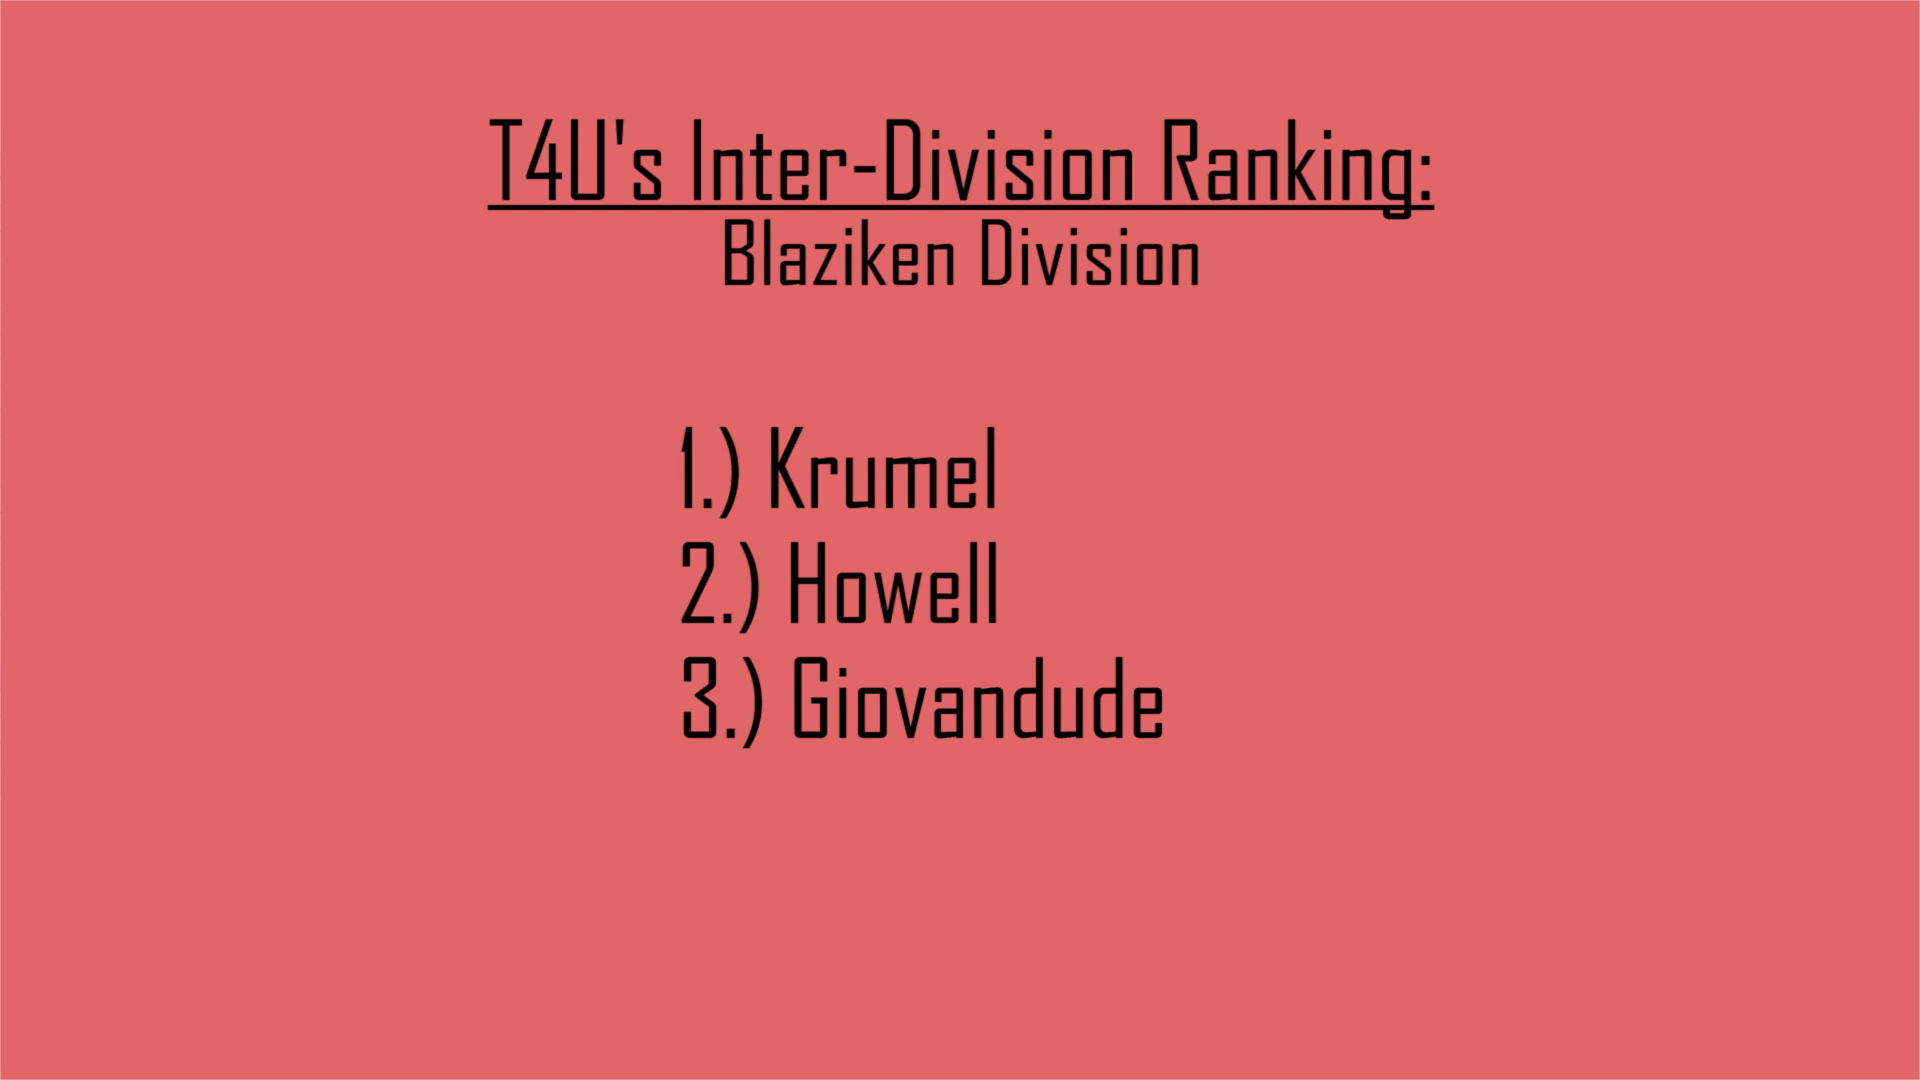 T4U's Inter-Division Ranking:
Blaziken Division
1.) Krumel
2.) Howell
3.) Giovandude